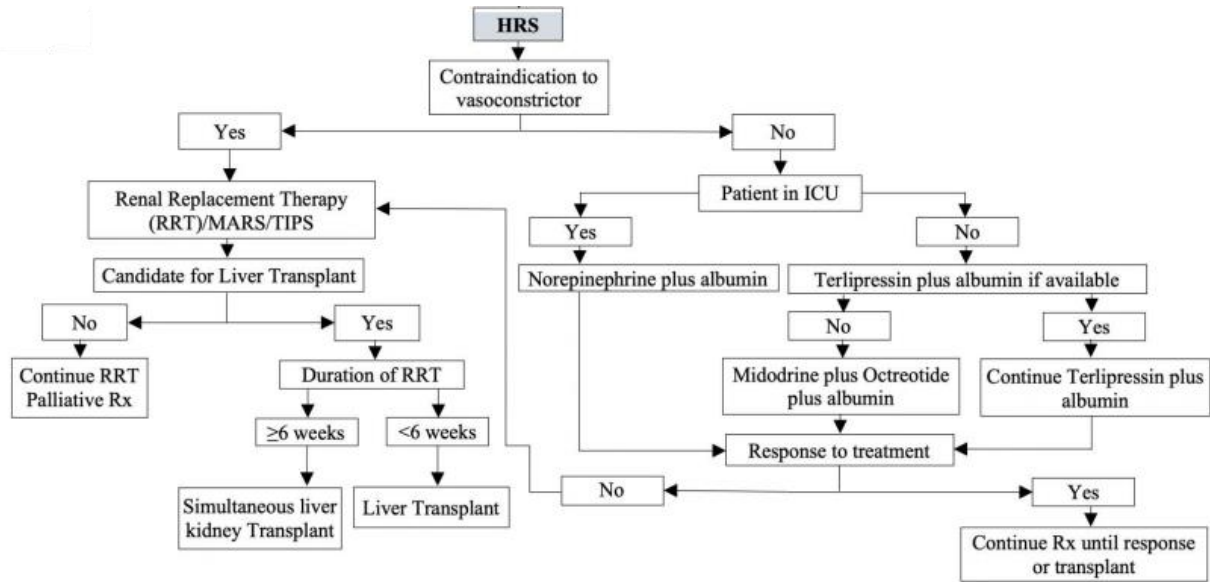 HRS
Contraindication to
vasoconstrictor
Yes
No
Renal Replacement Therapy
(RRT)/MARS/TIPS
Patient in ICU
Yes
No
Candidate for Liver Transplant
Norepinephrine plus albumin
Terlipressin plus albumin if available
No
Yes
No
Yes
Continue RRT
Palliative Rx
Duration of RRT
Midodrine plus Octreotide
plus albumin
Continue Terlipressin plus
albumin
≥6 weeks
<6 weeks
Response to treatment
Simultaneous liver
kidney Transplant
Liver Transplant
No
Yes
Continue Rx until response
or transplant